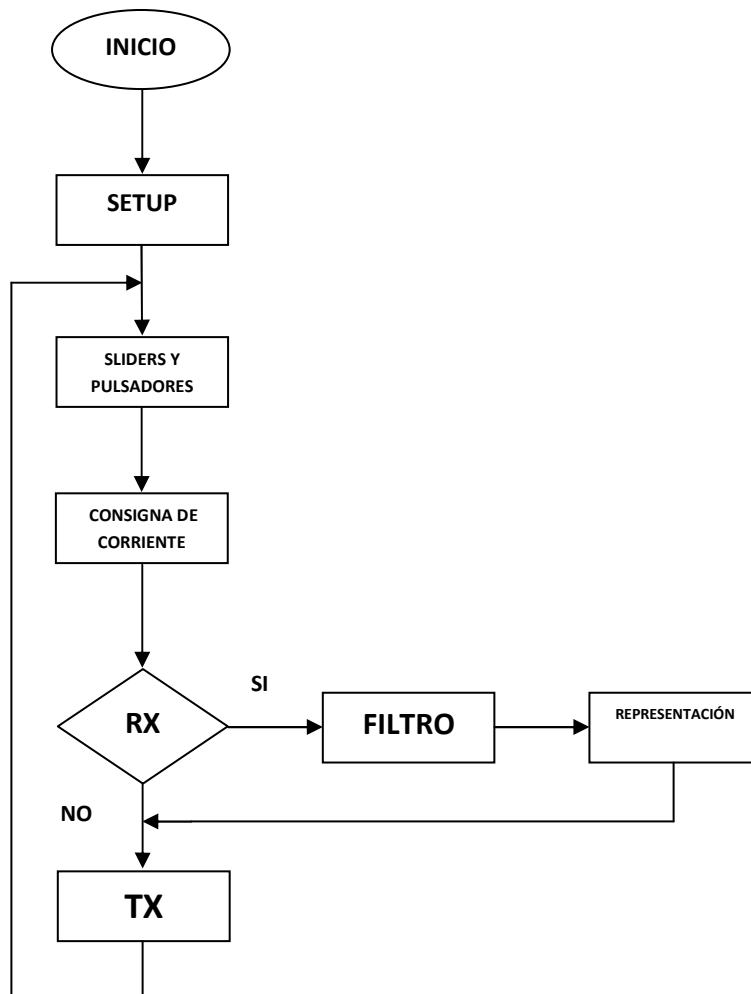 INICIO
SETUP
SLIDERS Y
PULSADORES
CONSIGNA DE
CORRIENTE
SI
RX
FILTRO
REPRESENTACIÓN
NO
TX